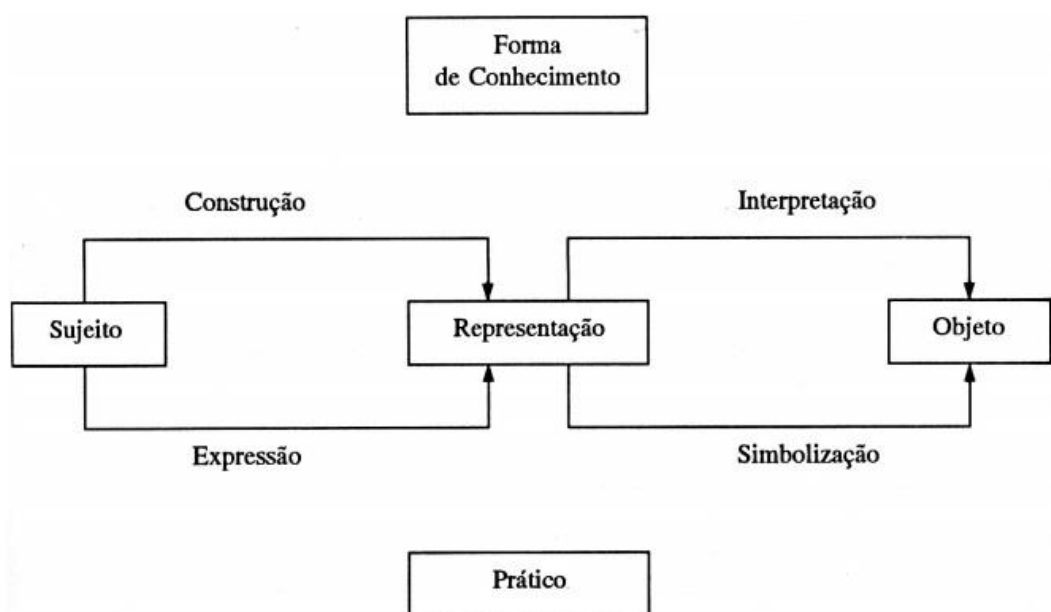 Forma
de Conhecimento
Construção
Interpretação
Sujeito
Representação
Objeto
Expressão
Simbolização
Prático